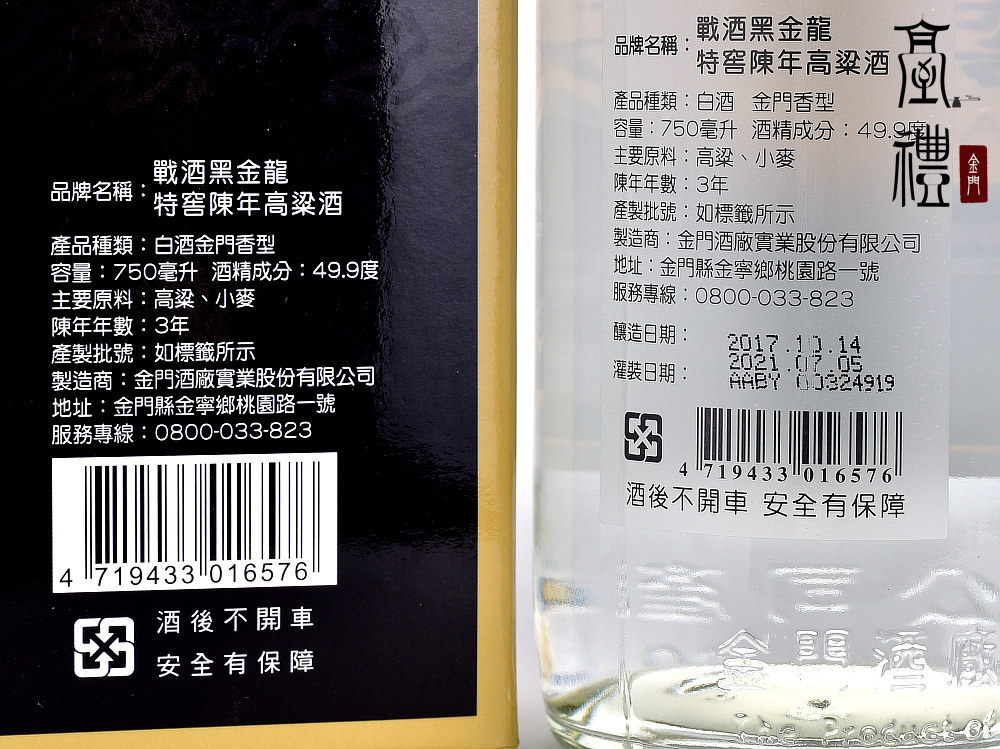 品牌名稱：
戰酒黑金龍
特窖陳年高粱酒
產品種類：白酒金門香型
容量：750毫升 酒精成分：49.9度
主要原料：高粱、小麥
陳年年數：3年
產製批號：如標籤所示
製造商：金門酒廠實業股份有限公司
地址：金門縣金寧鄉桃園路一號
服務專線：0800-033-823
4 719433 016576
酒後不開車
安全有保障
品牌名稱：
戰酒黑金龍
特窖陳年高粱酒
產品種類：白酒 金門香型
容量：750毫升 酒精成分：49.9度
主要原料：高粱、小麥
陳年年數：3年
產製批號：如標籤所示
製造商：金門酒廠實業股份有限公司
地址：金門縣金寧鄉桃園路一號
服務專線：0800-033-823
釀造日期：2017.10.14
灌裝日期：2021.07.05
AABY 00324919
4 719433 016576
酒後不開車 安全有保障
金門酒廠
The Product Of
禮
金門